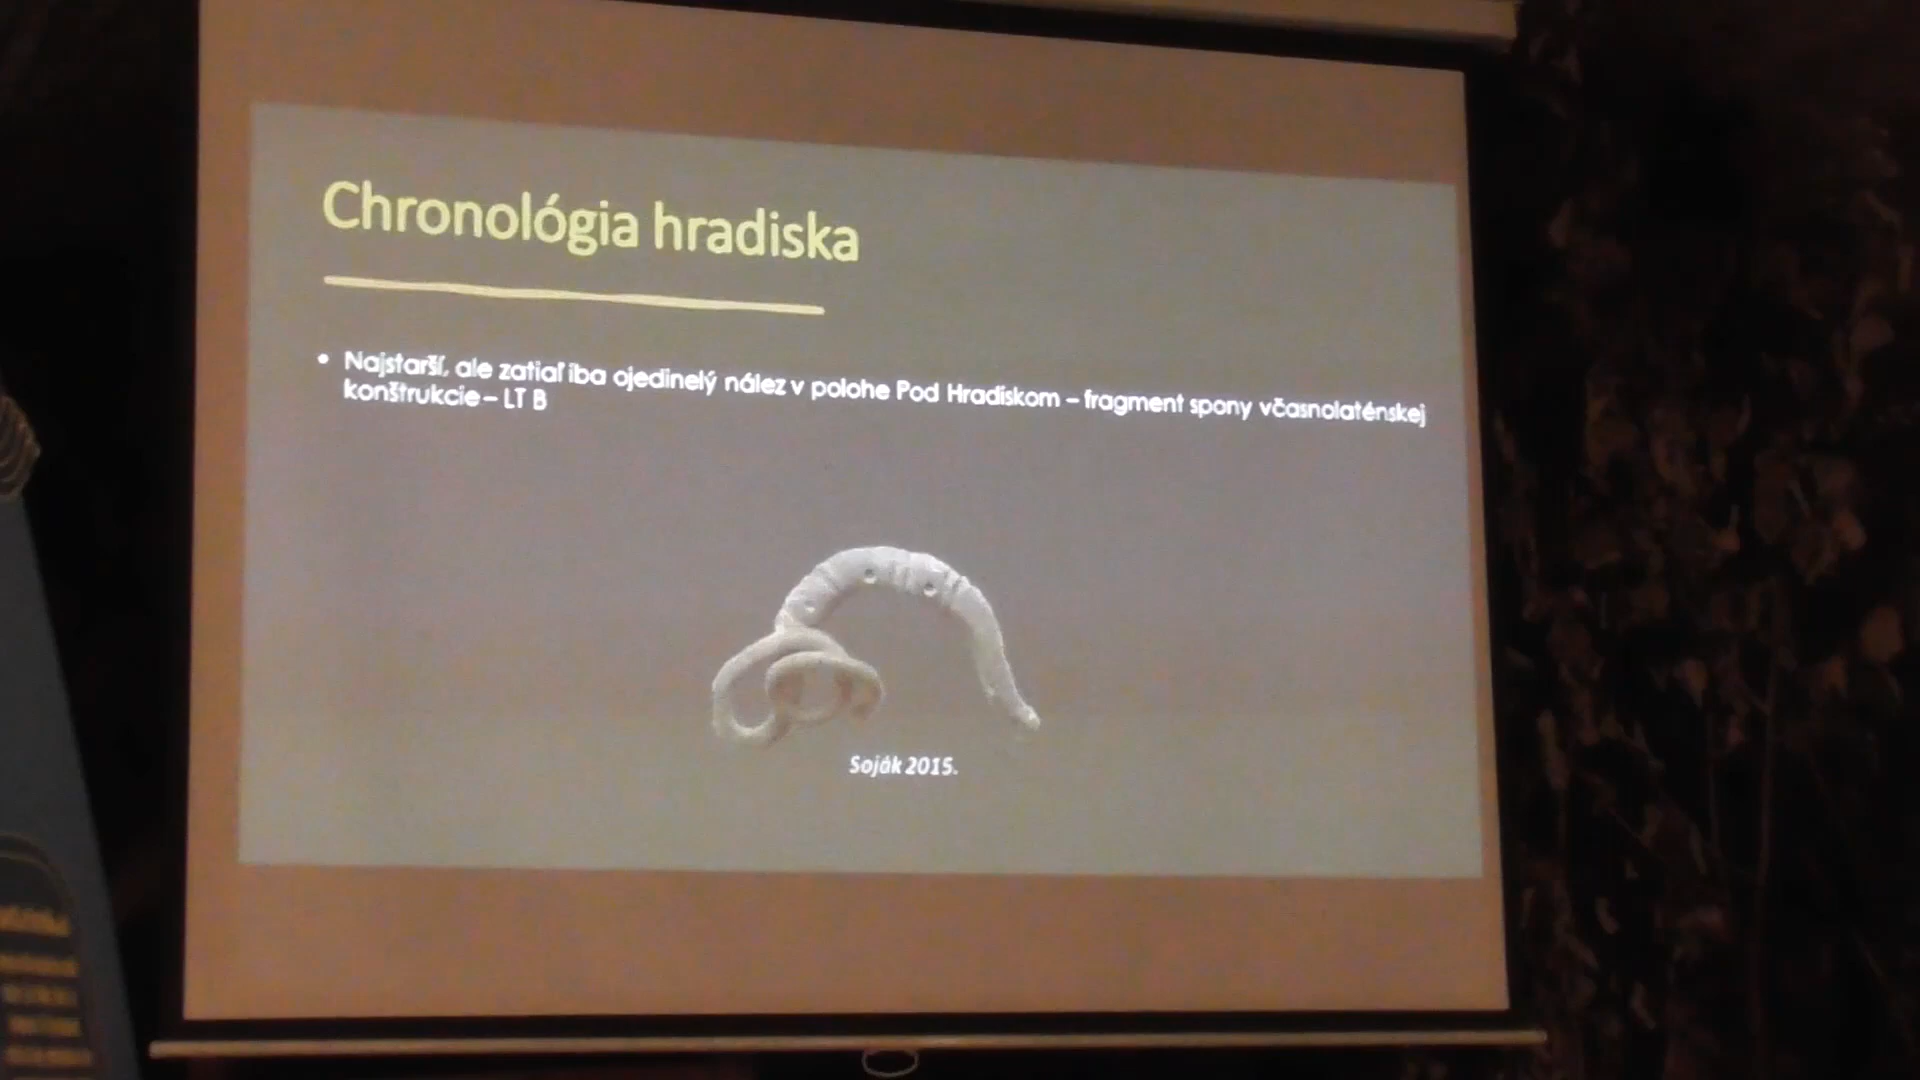 Chronológia hradiska
• Najstarší, ale zatiaľ iba ojedinelý nález v polohe Pod Hradiskom – fragment spony včasnolaténskej
konštrukcie – LT B
Soják 2015.